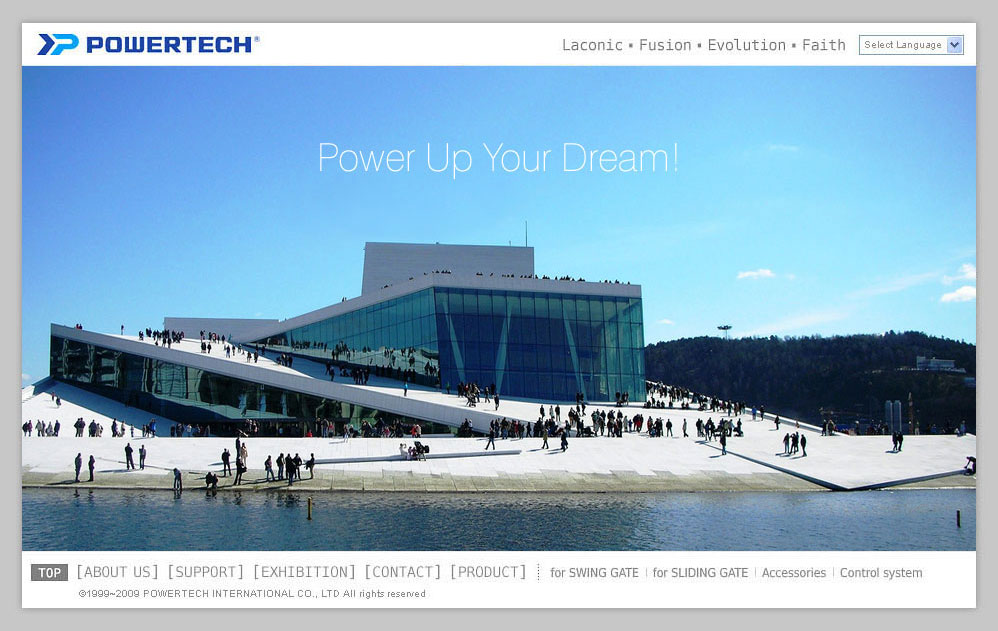 POWERTECH®
Laconic ▪ Fusion ▪ Evolution ▪ Faith
Select Language
Power Up Your Dream!
TOP [ABOUT US] [SUPPORT] [EXHIBITION] [CONTACT] [PRODUCT] for SWING GATE | for SLIDING GATE | Accessories | Control system
©1999~2009 POWERTECH INTERNATIONAL CO., LTD All rights reserved